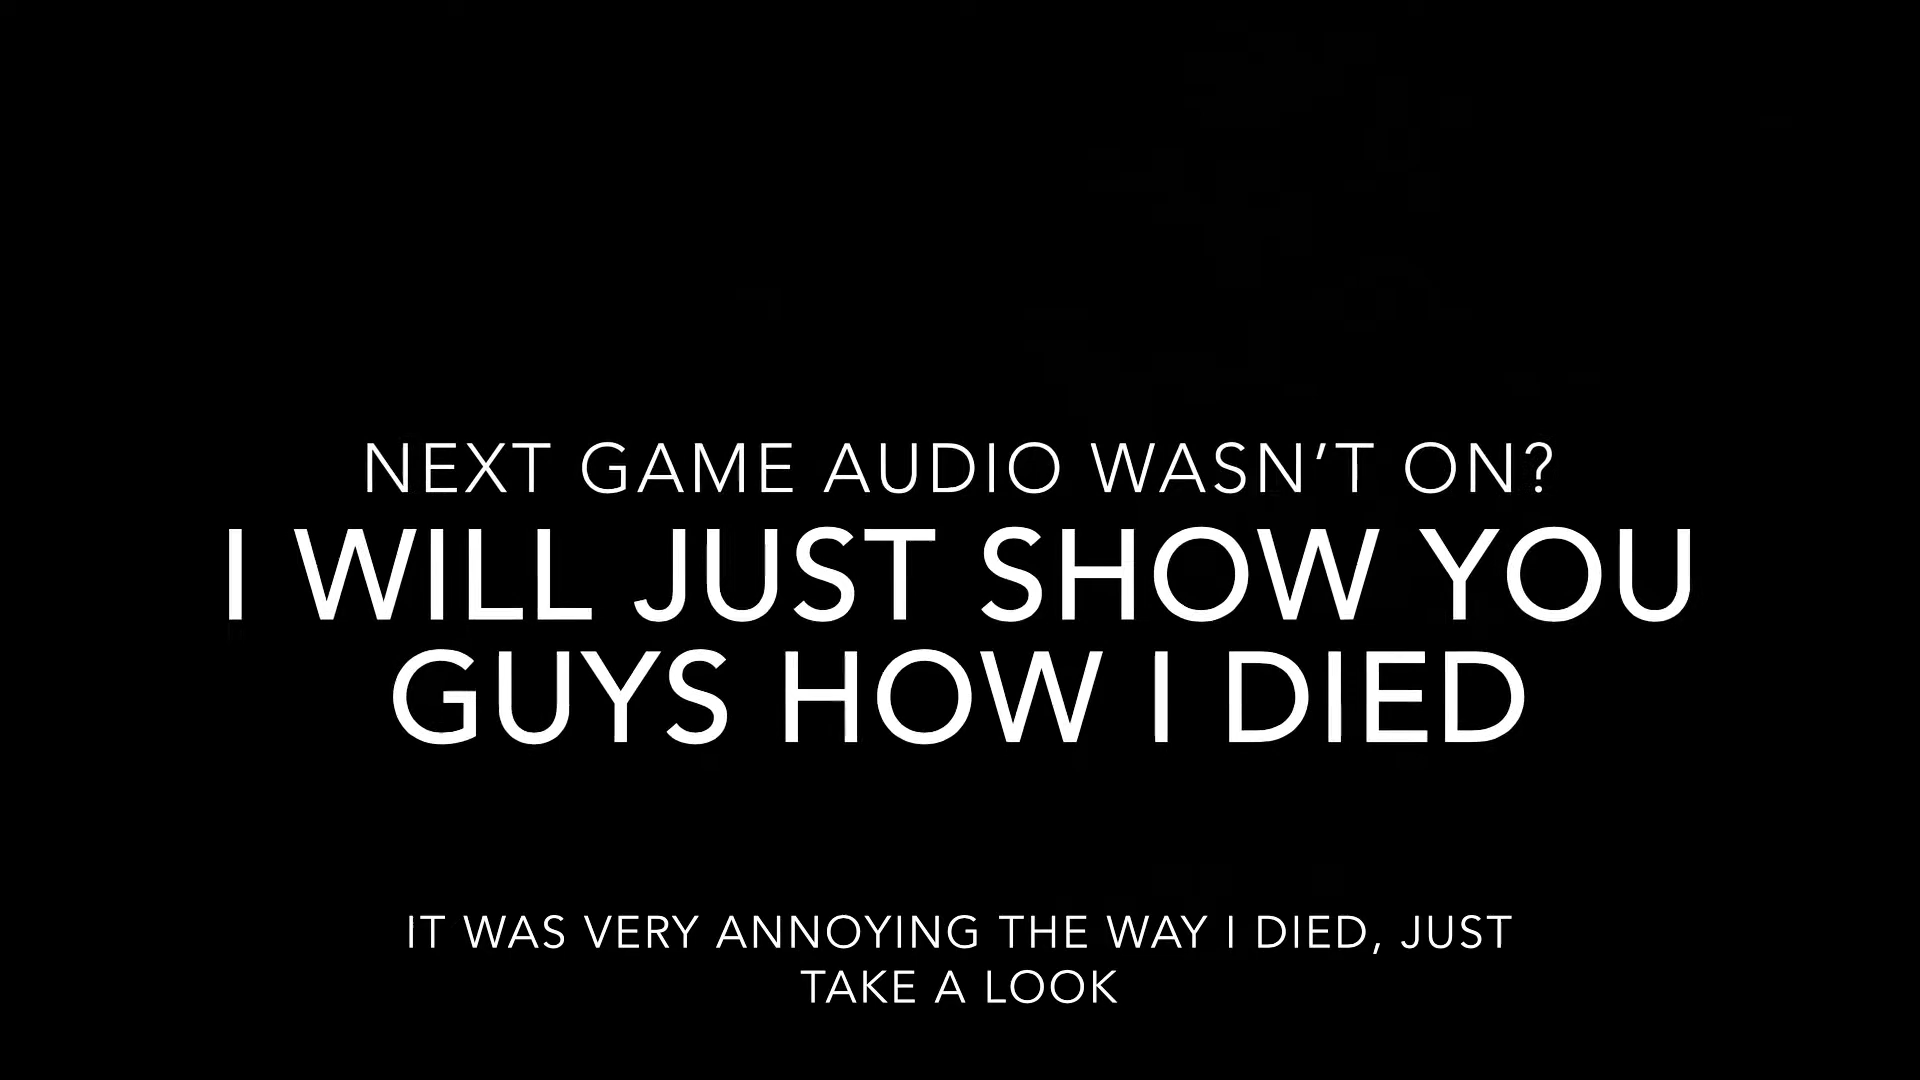 NEXT GAME AUDIO WASN’T ON?
I WILL JUST SHOW YOU
GUYS HOW I DIED
IT WAS VERY ANNOYING THE WAY I DIED, JUST
TAKE A LOOK